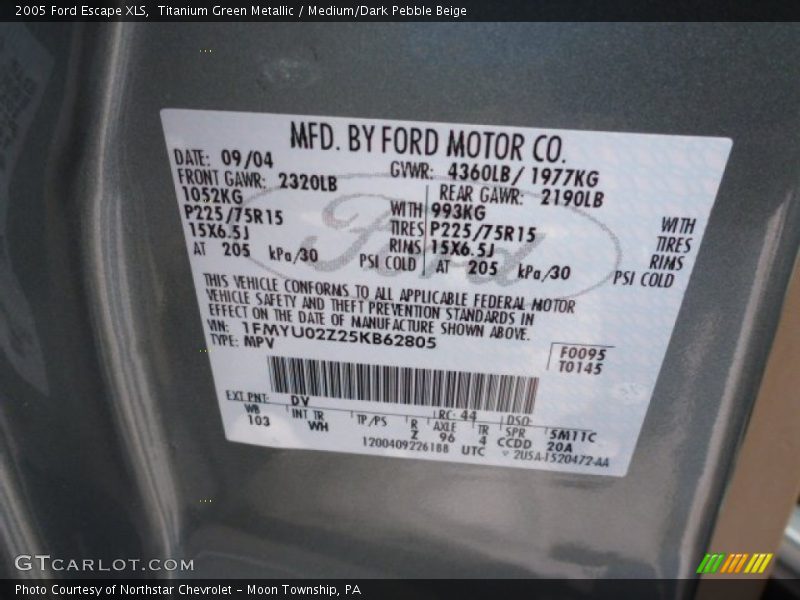 2005 Ford Escape XLS,  Titanium Green Metallic / Medium/Dark Pebble Beige
MFD. BY FORD MOTOR CO.
DATE: 09/04
GVWR: 4360LB/ 1977KG
FRONT GAWR: 2320LB
REAR GAWR: 2190LB
1052KG
WITH
993KG
WITH
P225/75R15
TIRES
P225/75R15
TIRES
15X6.5J
RIMS
15X6.5J
RIMS
AT 205 kPa/30
PSI COLD
AT 205 kPa/30
PSI COLD
Ford
THIS VEHICLE CONFORMS TO ALL APPLICABLE FEDERAL MOTOR
VEHICLE SAFETY AND THEFT PREVENTION STANDARDS IN
EFFECT ON THE DATE OF MANUFACTURE SHOWN ABOVE.
VIN: 1FMYU02Z25KB62805
TYPE: MPV
F0095
T0145
EXT PNT: DV
RC: 44
DSO:
WB
INT TR
TP/PS
R
AXLE
TR
SPR
5M11C
103
WH
Z
96
4
CCDD
20A
1200409226188
UTC
2USA-1520472-AA
GTCARLOT.COM
Photo Courtesy of Northstar Chevrolet - Moon Township, PA